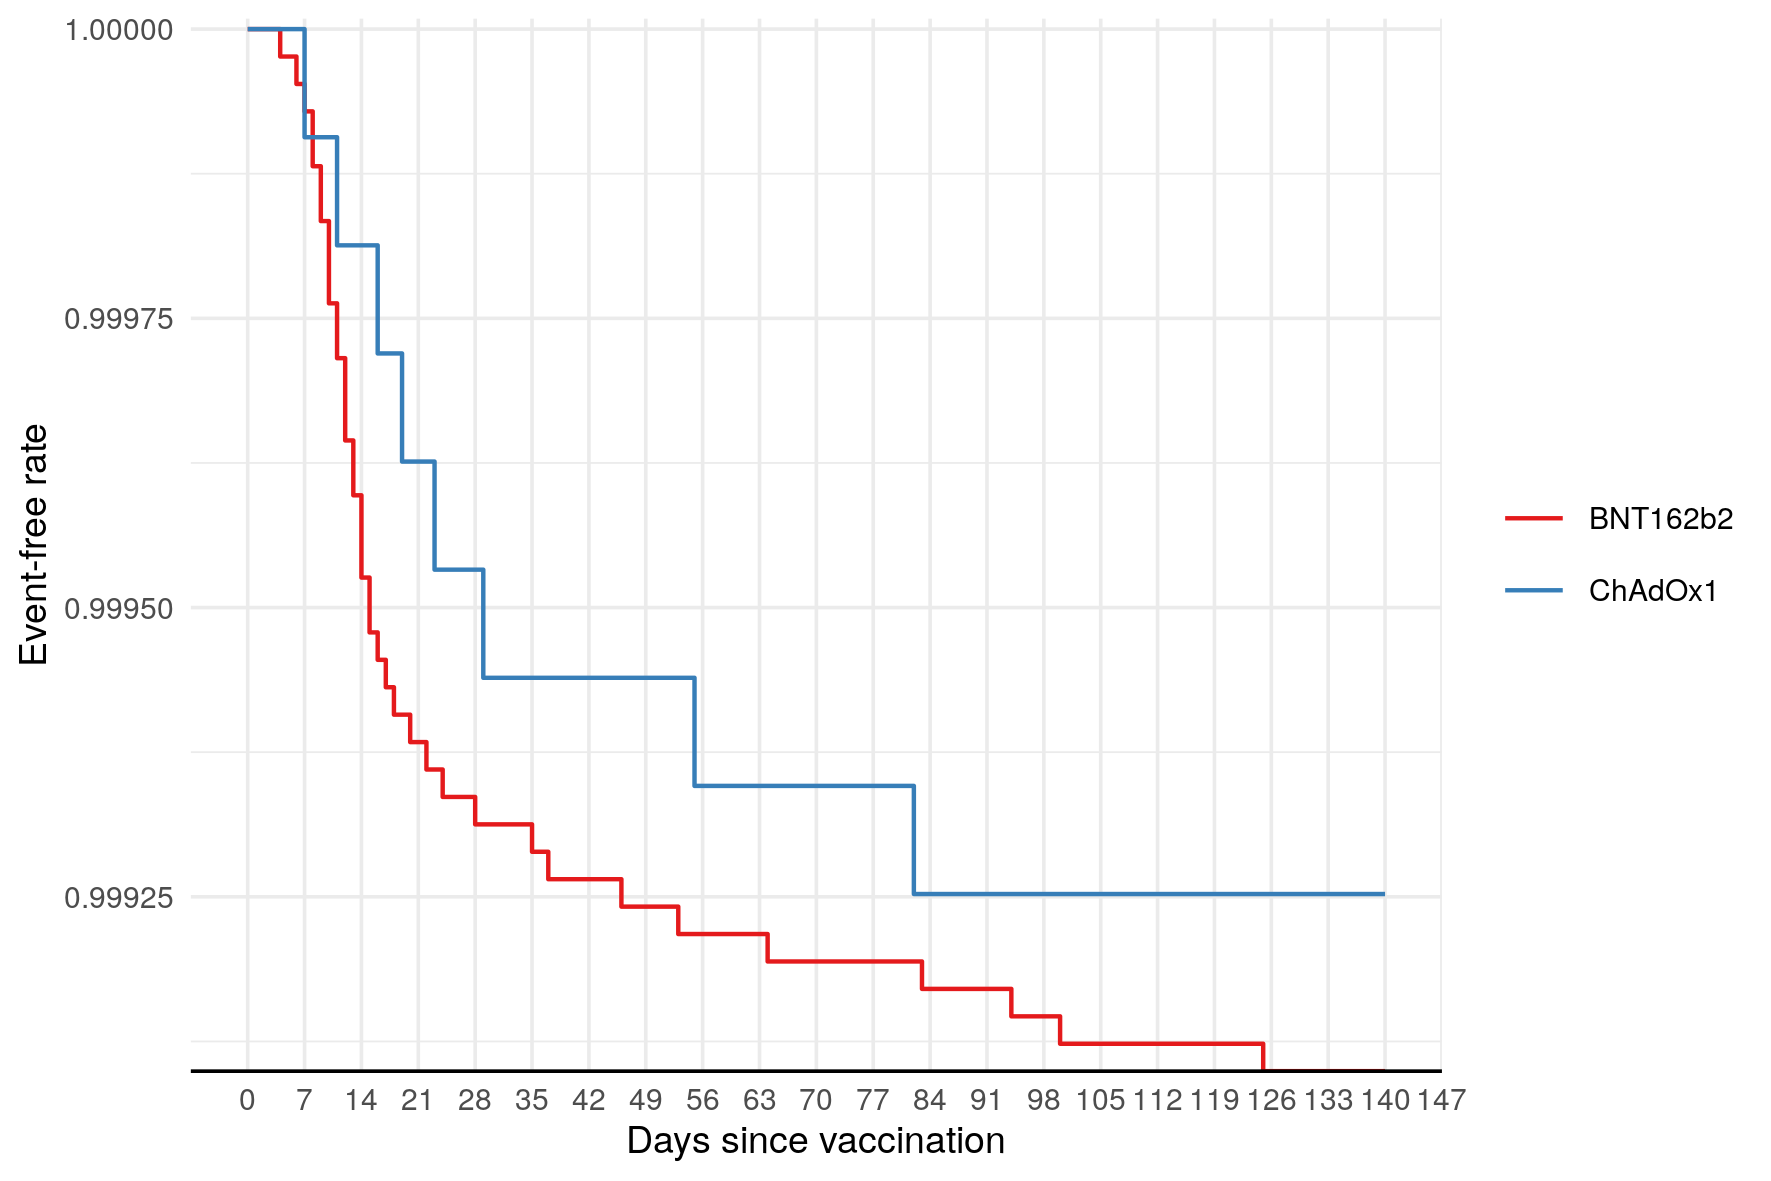 1.00000
0.99975
0.99950
0.99925
Event-free rate
0 7 14 21 28 35 42 49 56 63 70 77 84 91 98 105 112 119 126 133 140 147
Days since vaccination
BNT162b2
ChAdOx1